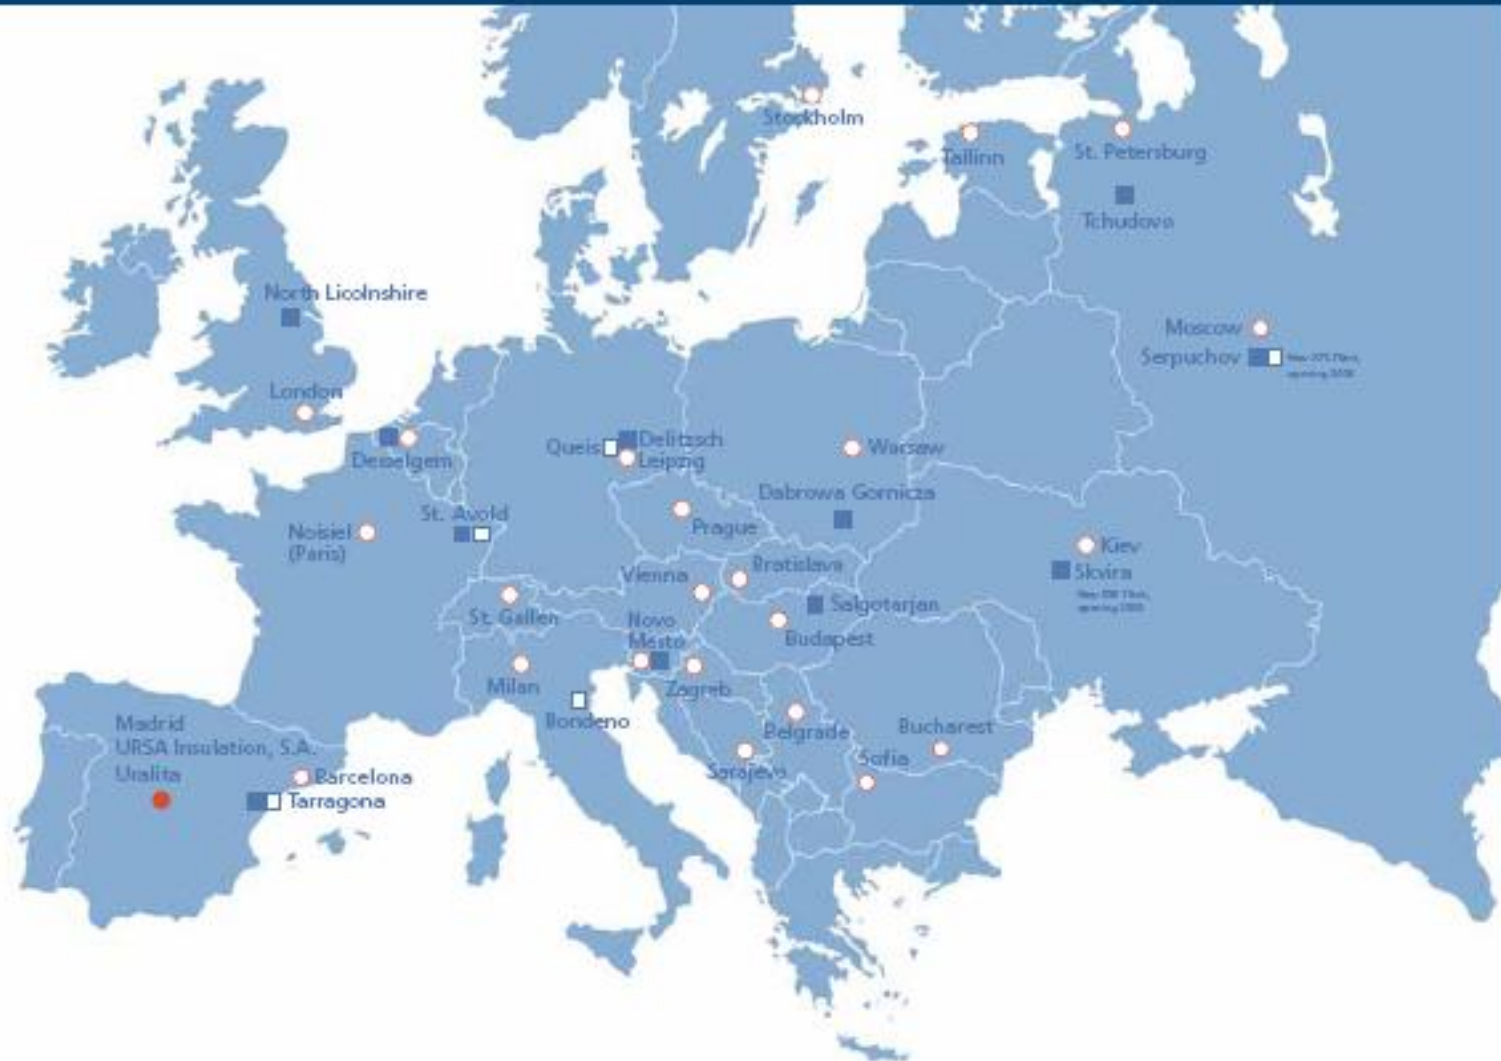 Stockholm
Tallinn
St. Petersburg
Tchudovo
North Licolnshire
Moscow
Serpuchov
London
Desselgem
Queis
Delitzsch
Leipzig
Warsaw
Dabrowa Gornicza
St. Avold
Noisiel
(Paris)
Prague
Kiev
Skvira
Bratislava
Vienna
Salgotarjan
St. Gallen
Novo
Mesto
Budapest
Milan
Zagreb
Bondeno
Belgrade
Bucharest
Sofia
Sarajevo
Madrid
URSA Insulation, S.A.
Uralita
Barcelona
Tarragona